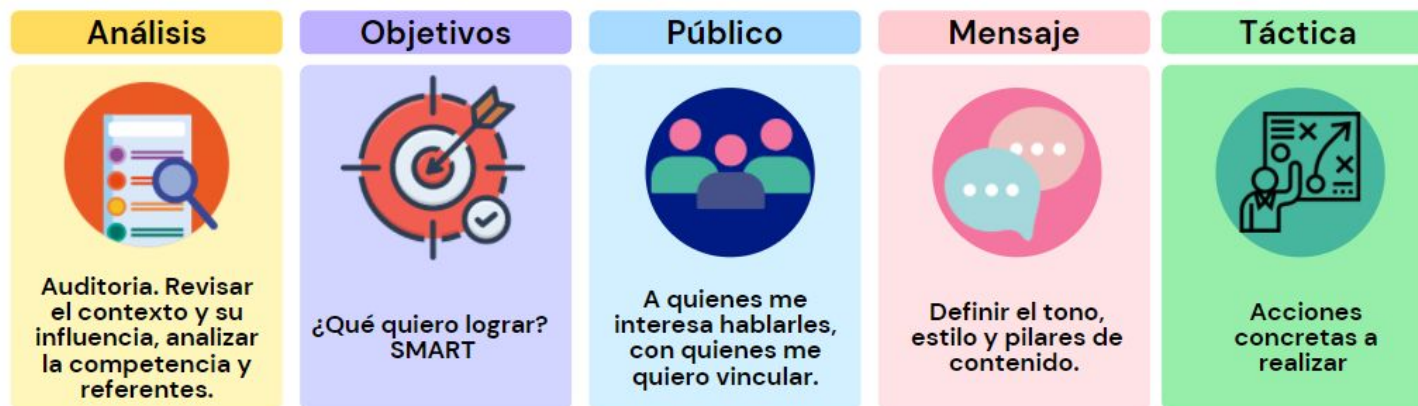 Análisis
Auditoria. Revisar
el contexto y su
influencia, analizar
la competencia y
referentes.
Objetivos
¿Qué quiero lograr?
SMART
Público
A quienes me
interesa hablarles,
con quienes me
quiero vincular.
Mensaje
Definir el tono,
estilo y pilares de
contenido.
Táctica
Acciones
concretas a
realizar